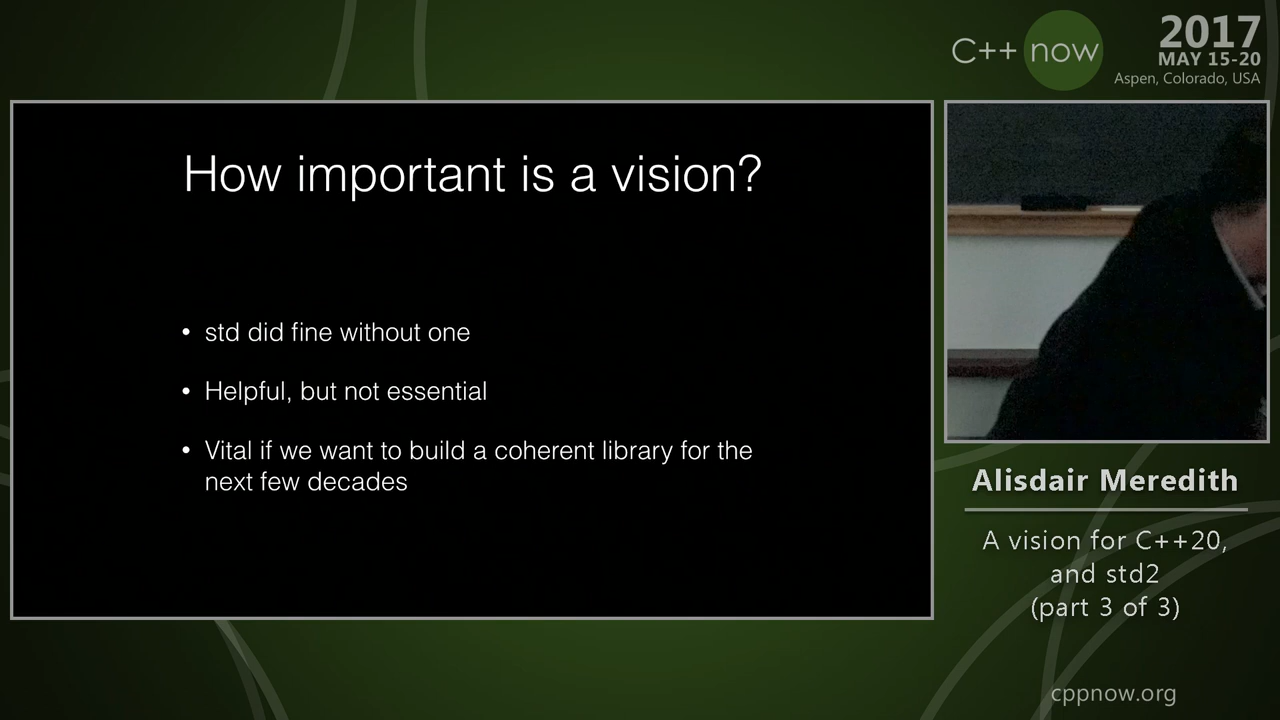 C++ now
2017
MAY 15-20
Aspen, Colorado, USA
How important is a vision?
• std did fine without one
• Helpful, but not essential
• Vital if we want to build a coherent library for the
next few decades
Alisdair Meredith
A vision for C++20,
and std2
(part 3 of 3)
cppnow.org